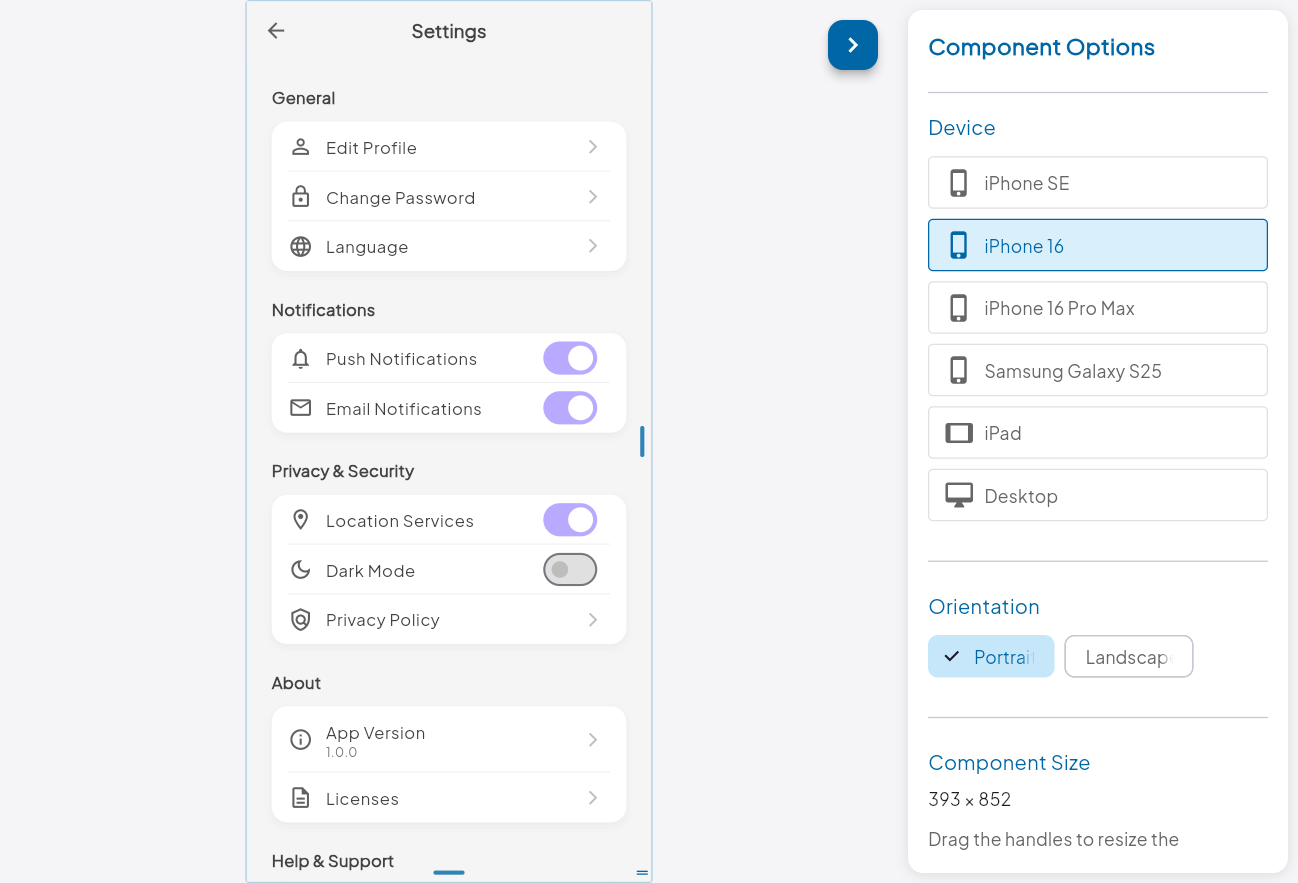 Settings
General
Edit Profile
Change Password
Language
Notifications
Push Notifications
Email Notifications
Privacy & Security
Location Services
Dark Mode
Privacy Policy
About
App Version
1.0.0
Licenses
Help & Support
Component Options
Device
iPhone SE
iPhone 16
iPhone 16 Pro Max
Samsung Galaxy S25
iPad
Desktop
Orientation
Portrait
Landscape
Component Size
393 × 852
Drag the handles to resize the